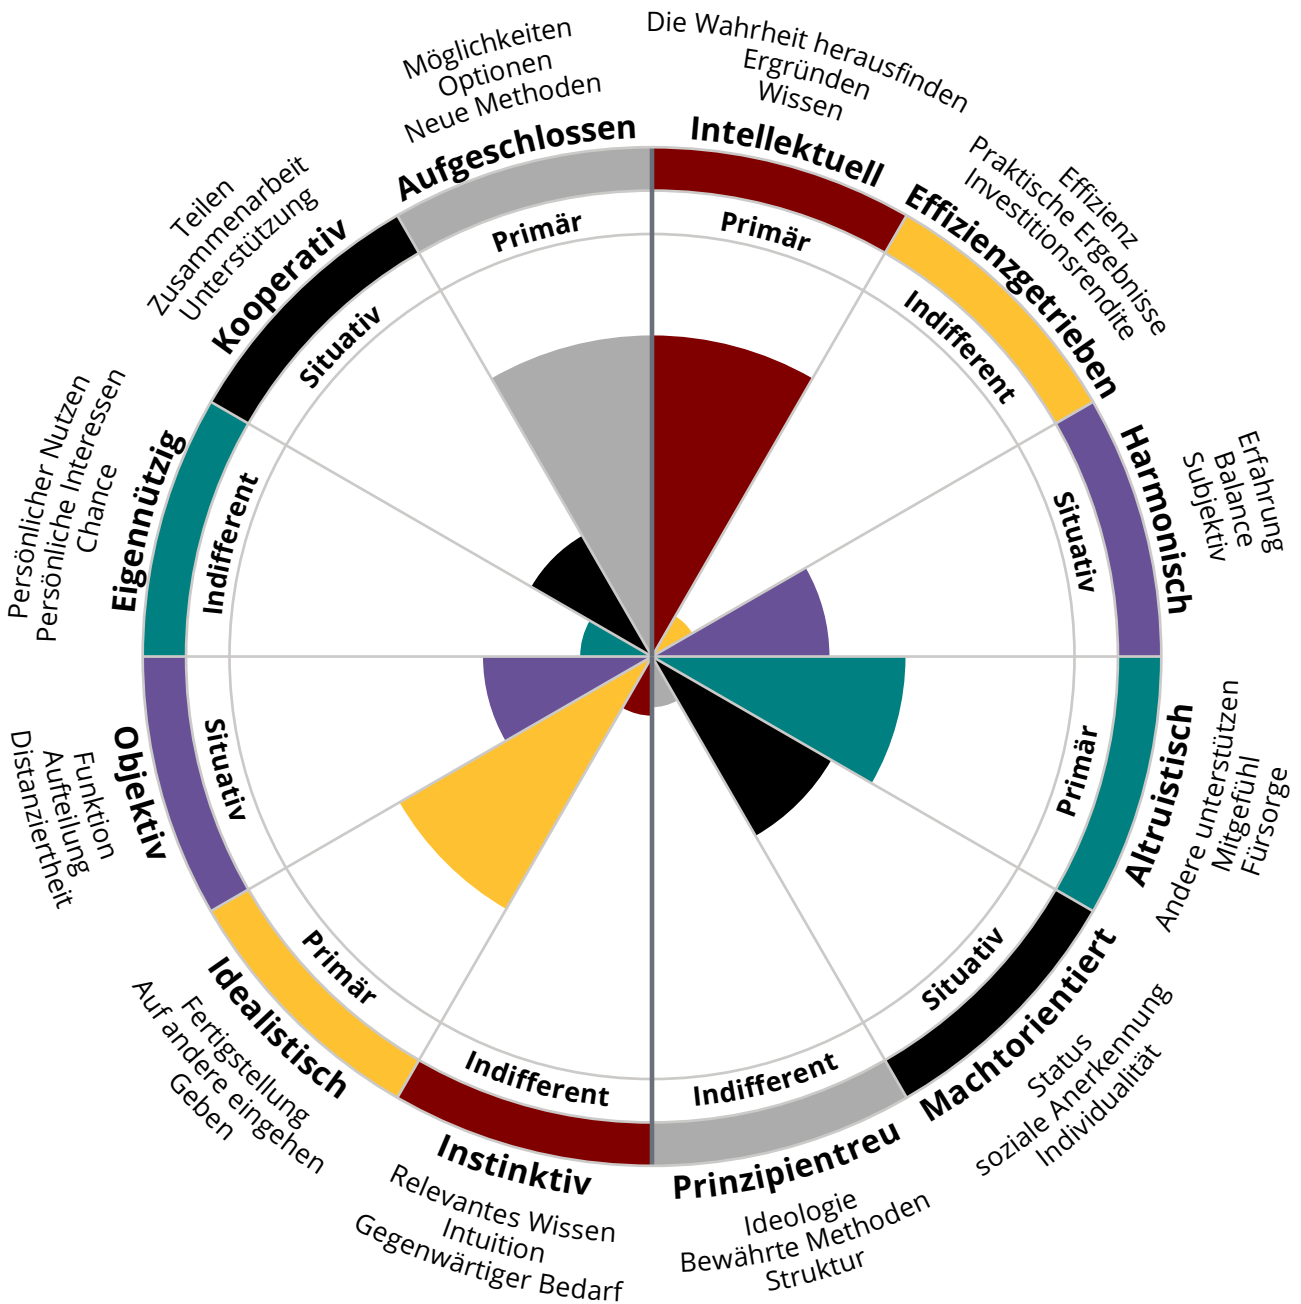 Die Wahrheit herausfinden
Ergründen
Wissen
Intellektuell
Primär
Effizienz
Praktische Ergebnisse
Investitionsrendite
Effizienzgetrieben
Indifferent
Erfahrung
Balance
Subjektiv
Harmonisch
Situativ
Andere unterstützen
Mitgefühl
Fürsorge
Altruistisch
Primär
Status
soziale Anerkennung
Individualität
Machtorientiert
Situativ
Indifferent
Prinzipientreu
Ideologie
Bewährte Methoden
Struktur
Indifferent
Instinktiv
Relevantes Wissen
Intuition
Gegenwärtiger Bedarf
Primär
Idealistisch
Fertigstellung
Auf andere eingehen
Geben
Situativ
Objektiv
Funktion
Aufteilung
Distanziertheit
Persönlicher Nutzen
Persönliche Interessen
Chance
Eigennützig
Indifferent
Teilen
Zusammenarbeit
Unterstützung
Kooperativ
Situativ
Möglichkeiten
Optionen
Neue Methoden
Aufgeschlossen
Primär